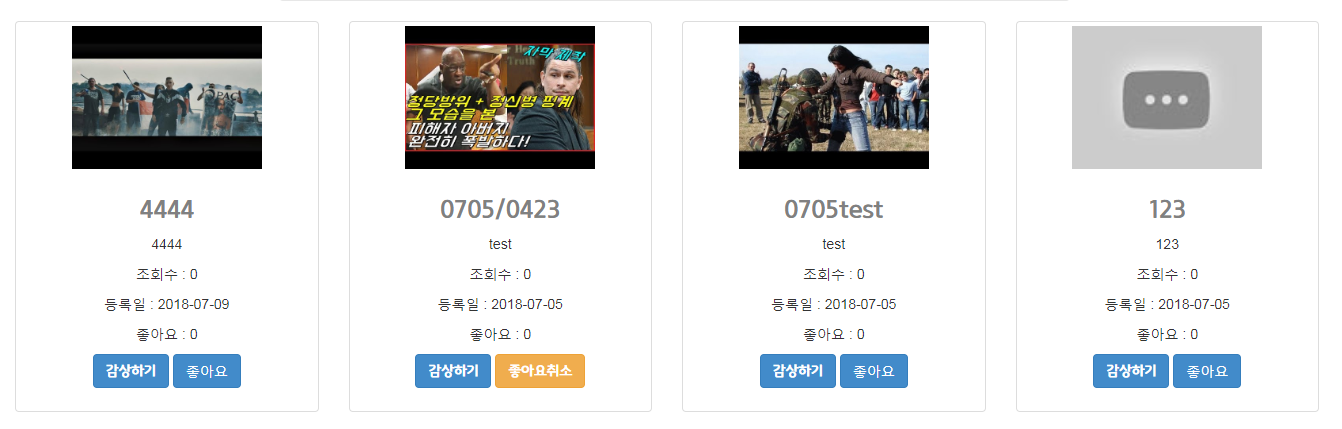 4444
4444
조회수 : 0
등록일 : 2018-07-09
좋아요 : 0
감상하기 좋아요
자막 제작
Truth
정당방위 + 정신병 핑계
그 모습을 본
피해자 아버지
완전히 폭발하다!
0705/0423
test
조회수 : 0
등록일 : 2018-07-05
좋아요 : 0
감상하기 좋아요취소
0705test
test
조회수 : 0
등록일 : 2018-07-05
좋아요 : 0
감상하기 좋아요
123
123
조회수 : 0
등록일 : 2018-07-05
좋아요 : 0
감상하기 좋아요